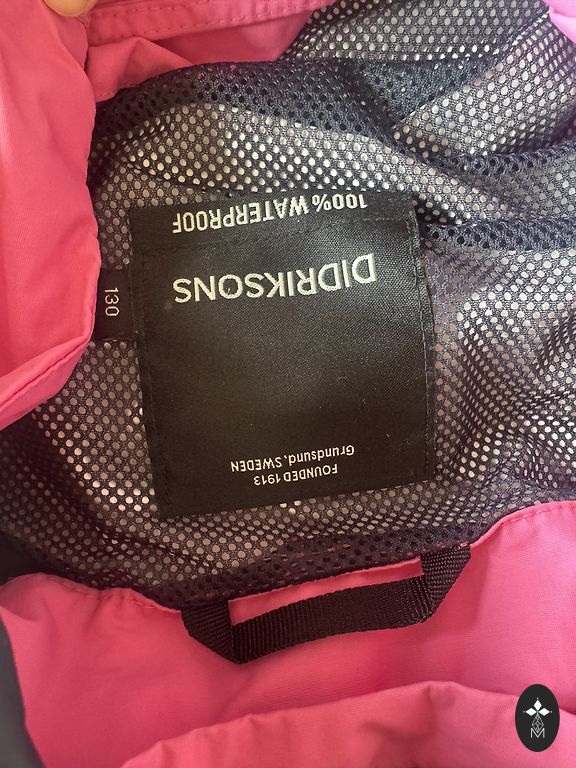 100% WATERPROOF
DIDRIKSONS
FOUNDED 1913
Grundsund, SWEDEN
130